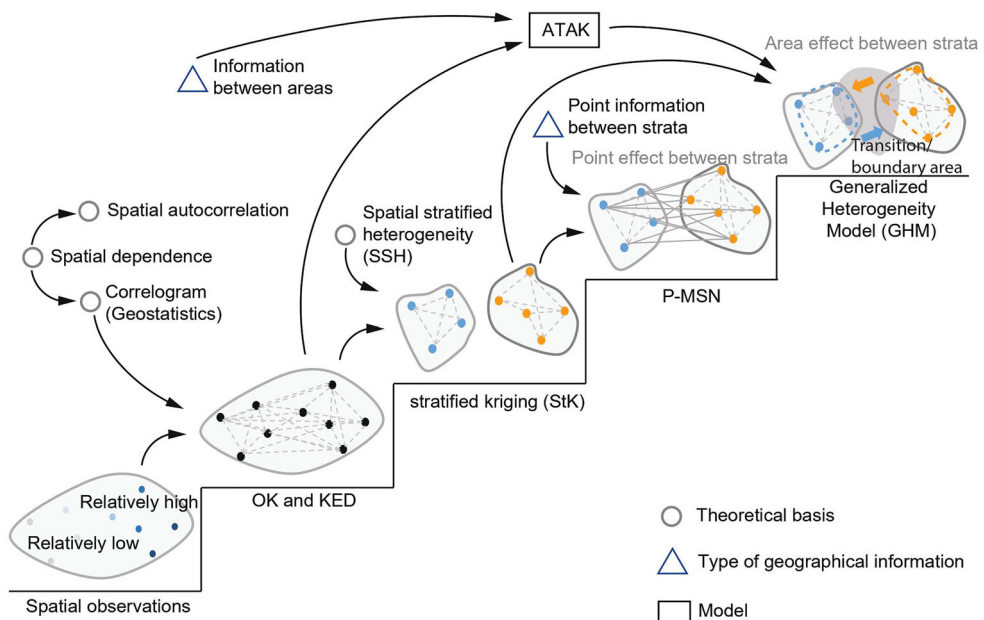 ATAK
Area effect between strata
Information
between areas
Point information
between strata
Point effect between strata
Transition/
boundary area
Generalized
Heterogeneity
Model (GHM)
Spatial autocorrelation
Spatial dependence
Correlogram
(Geostatistics)
Spatial stratified
heterogeneity
(SSH)
P-MSN
stratified kriging (StK)
OK and KED
Relatively high
Relatively low
Spatial observations
Theoretical basis
Type of geographical information
Model